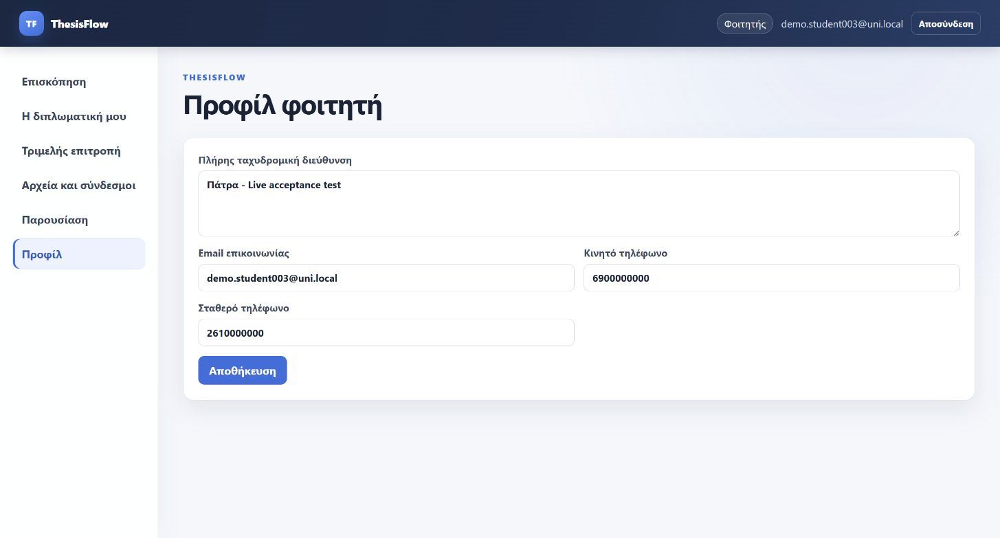 TF ThesisFlow
Φοιτητής demo.student003@uni.local Αποσύνδεση
Επισκόπηση
Η διπλωματική μου
Τριμελής επιτροπή
Αρχεία και σύνδεσμοι
Παρουσίαση
Προφίλ
THESISFLOW
Προφίλ φοιτητή
Πλήρης ταχυδρομική διεύθυνση
Πάτρα - Live acceptance test
Email επικοινωνίας
demo.student003@uni.local
Κινητό τηλέφωνο
6900000000
Σταθερό τηλέφωνο
2610000000
Αποθήκευση